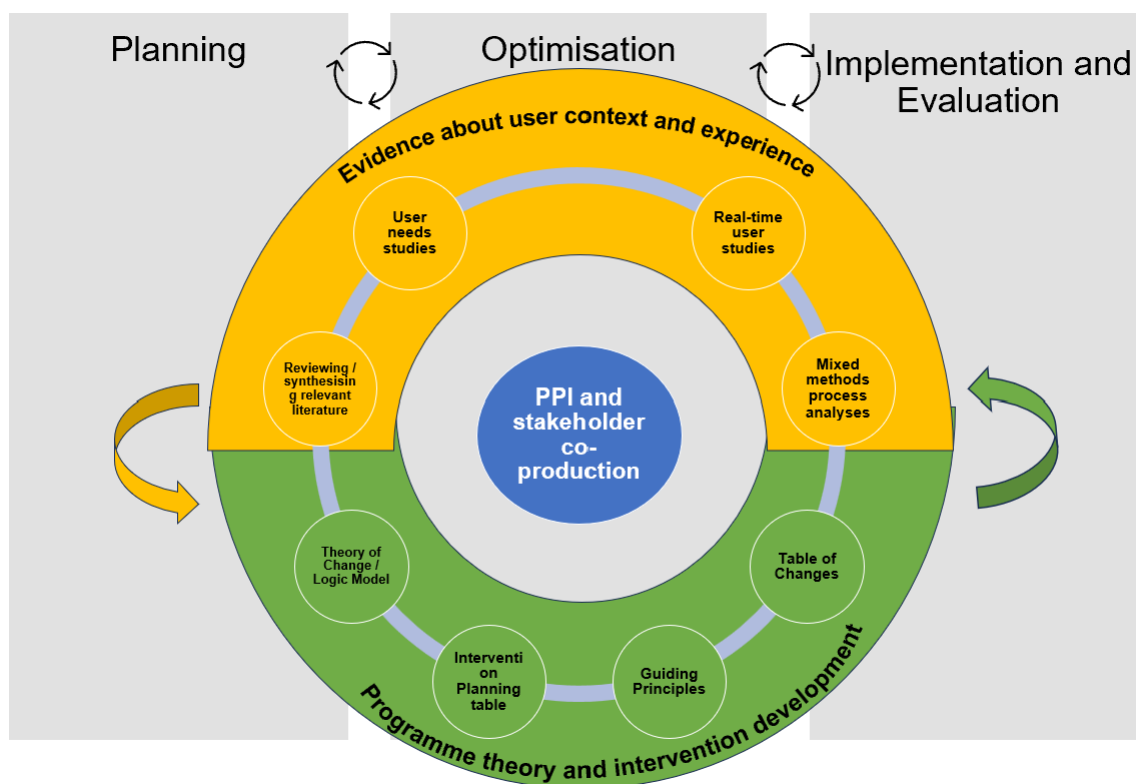 Planning
Optimisation
Implementation and
Evaluation
Evidence about user context and experience
User
needs
studies
Real-time
user
studies
Reviewing /
synthesisin
g relevant
literature
Mixed
methods
process
analyses
PPI and
stakeholder
co-
production
Theory of
Change /
Logic Model
Table of
Changes
Interventi
on
Planning
table
Guiding
Principles
Programme theory and intervention development